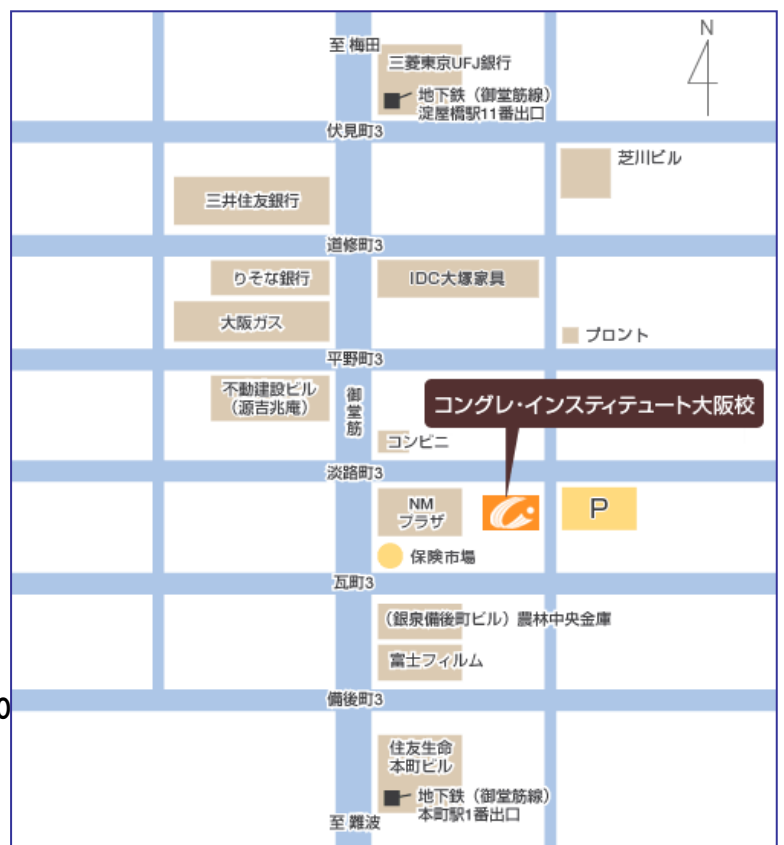 N
至 梅田
三菱東京UFJ銀行
地下鉄（御堂筋線）
淀屋橋駅11番出口
伏見町3
芝川ビル
三井住友銀行
道修町3
りそな銀行
IDC大塚家具
大阪ガス
プロント
平野町3
不動建設ビル
（源吉兆庵）
御堂筋
コングレ・インスティテュート大阪校
コンビニ
淡路町3
NM
プラザ
P
保険市場
瓦町3
（銀泉備後町ビル）農林中央金庫
富士フィルム
備後町3
0
住友生命
本町ビル
地下鉄（御堂筋線）
本町駅1番出口
至 難波